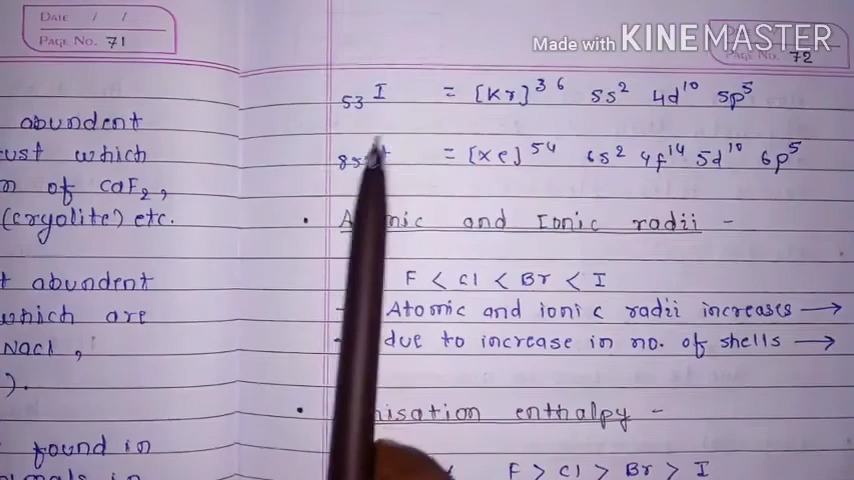 DATE / /
PAGE NO. 71
abundent
ust which
n of CaF2,
(cryolite) etc.
t abundent
which are
NaCl,
).
found in
Made with KINEMASTER
PAGE NO. 72
53 I = [Kr]36 5s2 4d10 5p5
85 = [Xe]54 6s2 4f14 5d10 6p5
and Ionic radii -
F < Cl < Br < I
Atomic and ionic radii increases →
due to increase in no. of shells →
enthalpy -
F > Cl > Br > I